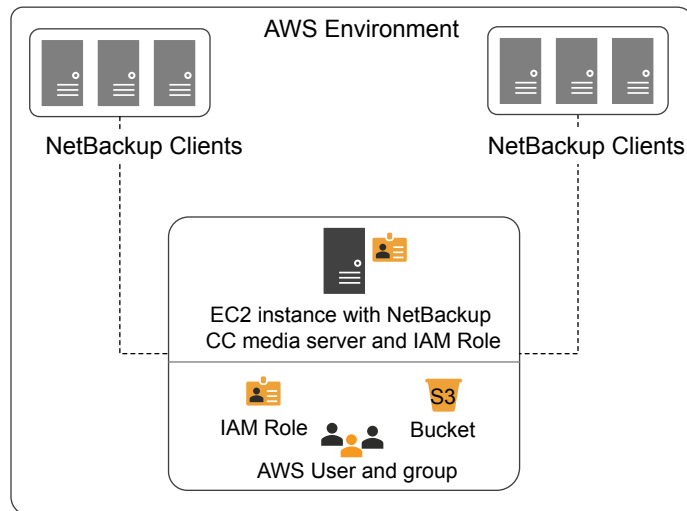 AWS Environment
NetBackup Clients
NetBackup Clients
EC2 instance with NetBackup
CC media server and IAM Role
IAM Role
S3
Bucket
AWS User and group